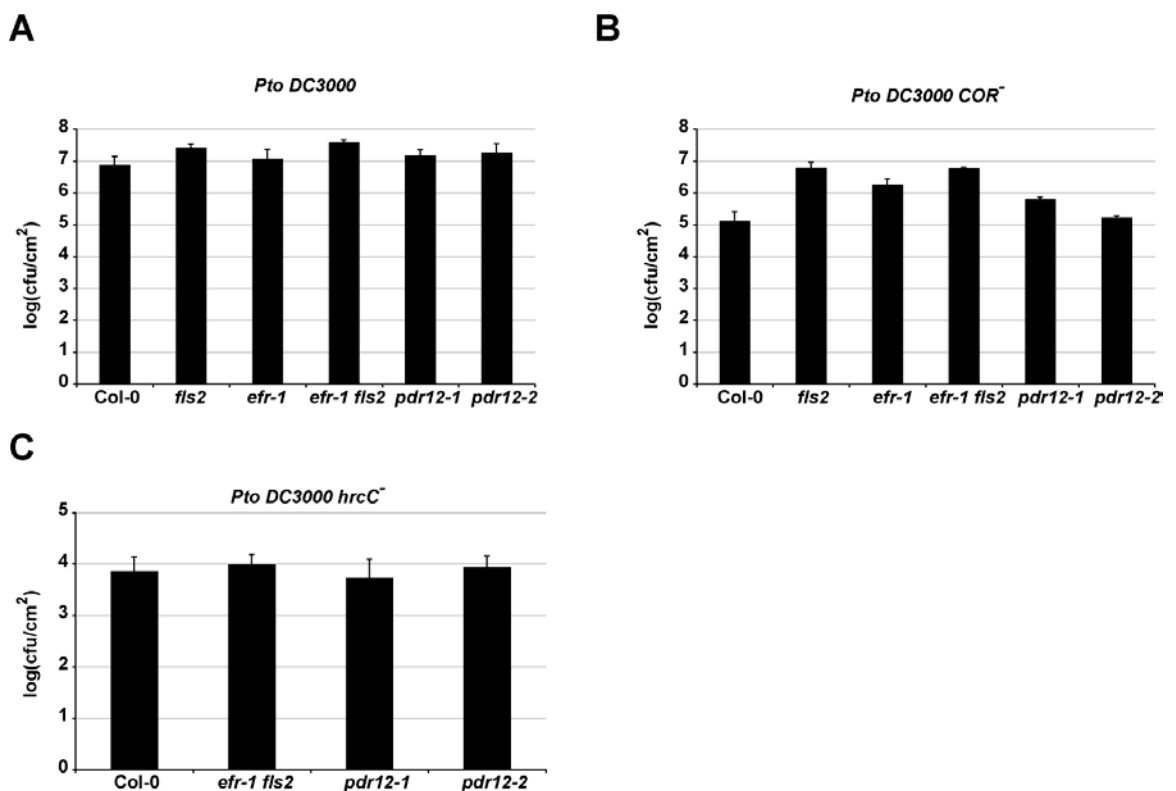 A
Pto DC3000
log(cfu/cm²)
8
7
6
5
4
3
2
1
0
Col-0 fls2 efr-1 efr-1 fls2 pdr12-1 pdr12-2
B
Pto DC3000 COR⁻
log(cfu/cm²)
8
7
6
5
4
3
2
1
0
Col-0 fls2 efr-1 efr-1 fls2 pdr12-1 pdr12-2
C
Pto DC3000 hrcC⁻
log(cfu/cm²)
5
4
3
2
1
0
Col-0 efr-1 fls2 pdr12-1 pdr12-2